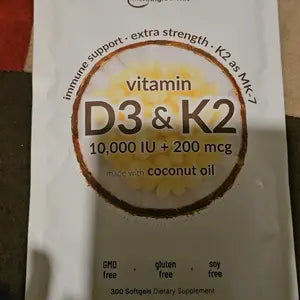 immune support · extra strength · K2 as MK-7
vitamin
D3 & K2
10,000 IU + 200 mcg
made with coconut oil
GMO free · gluten free · soy free
300 Softgels Dietary Supplement